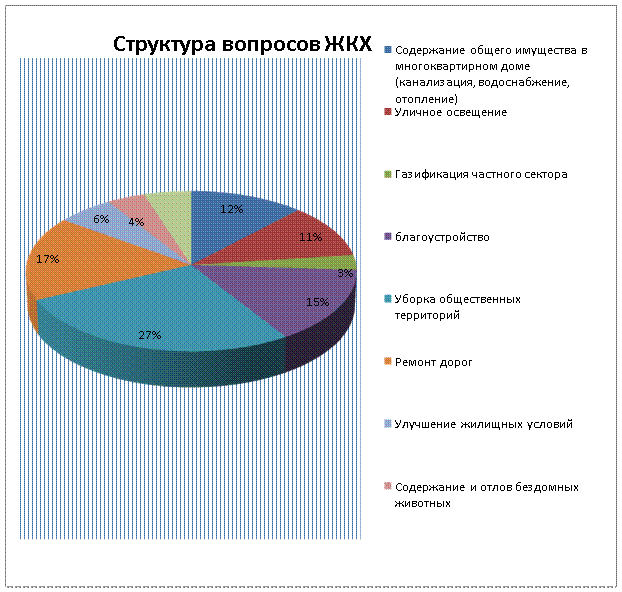 Структура вопросов ЖКХ
Содержание общего имущества в
многоквартирном доме
(канализация, водоснабжение,
отопление)
Уличное освещение
Газификация частного сектора
благоустройство
Уборка общественных
территорий
Ремонт дорог
Улучшение жилищных условий
Содержание и отлов бездомных
животных
12%
11%
3%
15%
27%
17%
6%
4%